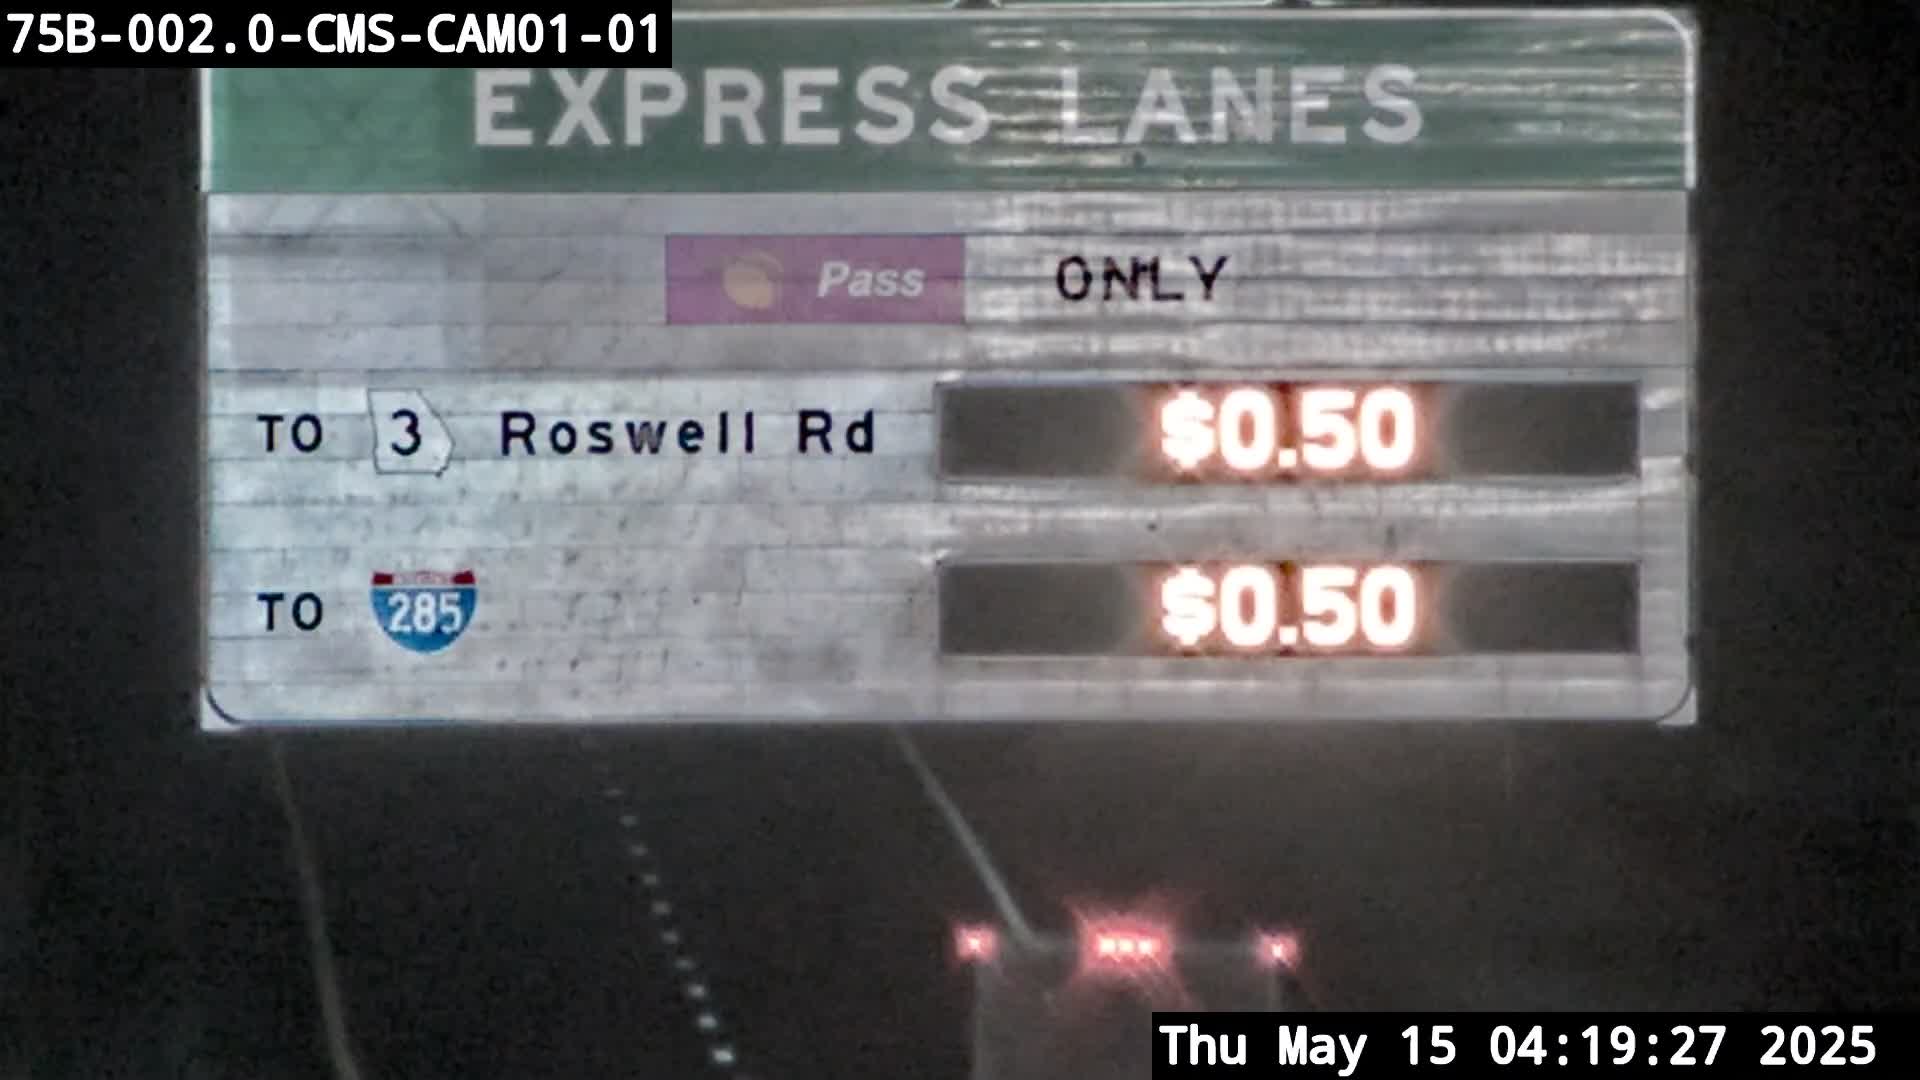 75B-002.0-CMS-CAM01-01
EXPRESS LANES
Pass ONLY
TO 3 Roswell Rd $0.50
TO 285 $0.50
Thu May 15 04:19:27 2025